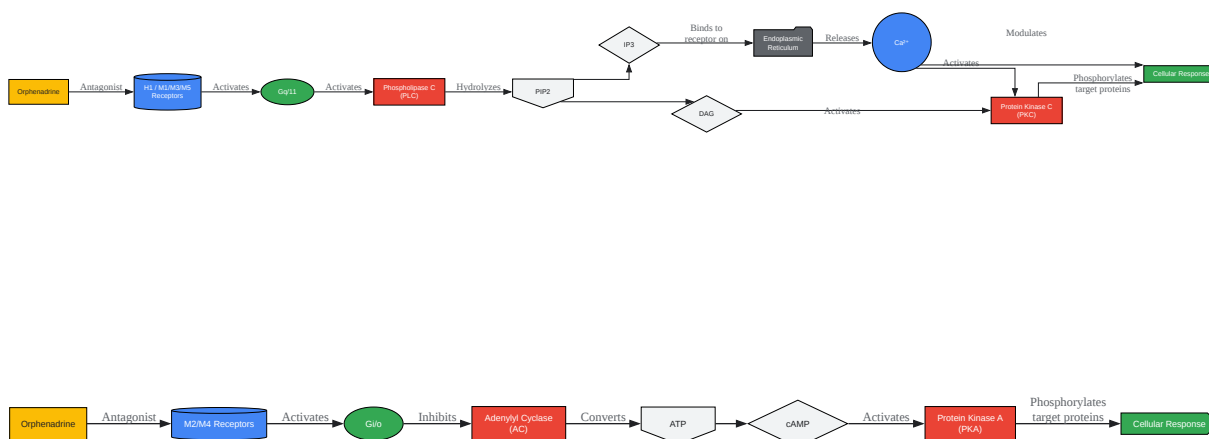 Orphenadrine
Antagonist
H1 / M1/M3/M5
Receptors
Activates
Gq/11
Activates
Phospholipase C
(PLC)
Hydrolyzes
PIP2
IP3
Binds to
receptor on
Endoplasmic
Reticulum
Releases
Ca²⁺
Modulates
Activates
DAG
Activates
Protein Kinase C
(PKC)
Phosphorylates
target proteins
Cellular Response
Orphenadrine
Antagonist
M2/M4 Receptors
Activates
Gi/o
Inhibits
Adenylyl Cyclase
(AC)
Converts
ATP
cAMP
Activates
Protein Kinase A
(PKA)
Phosphorylates
target proteins
Cellular Response